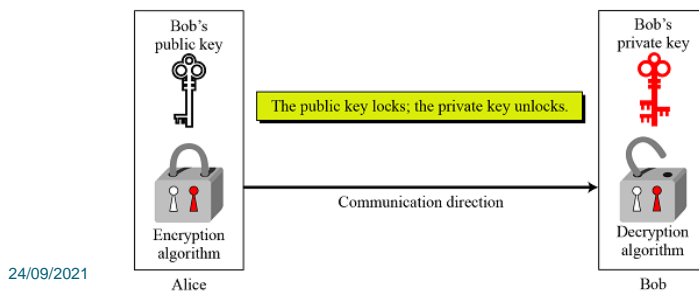 Bob's
public key
Bob's
private key
The public key locks; the private key unlocks.
Communication direction
Encryption
algorithm
Decryption
algorithm
24/09/2021
Alice
Bob